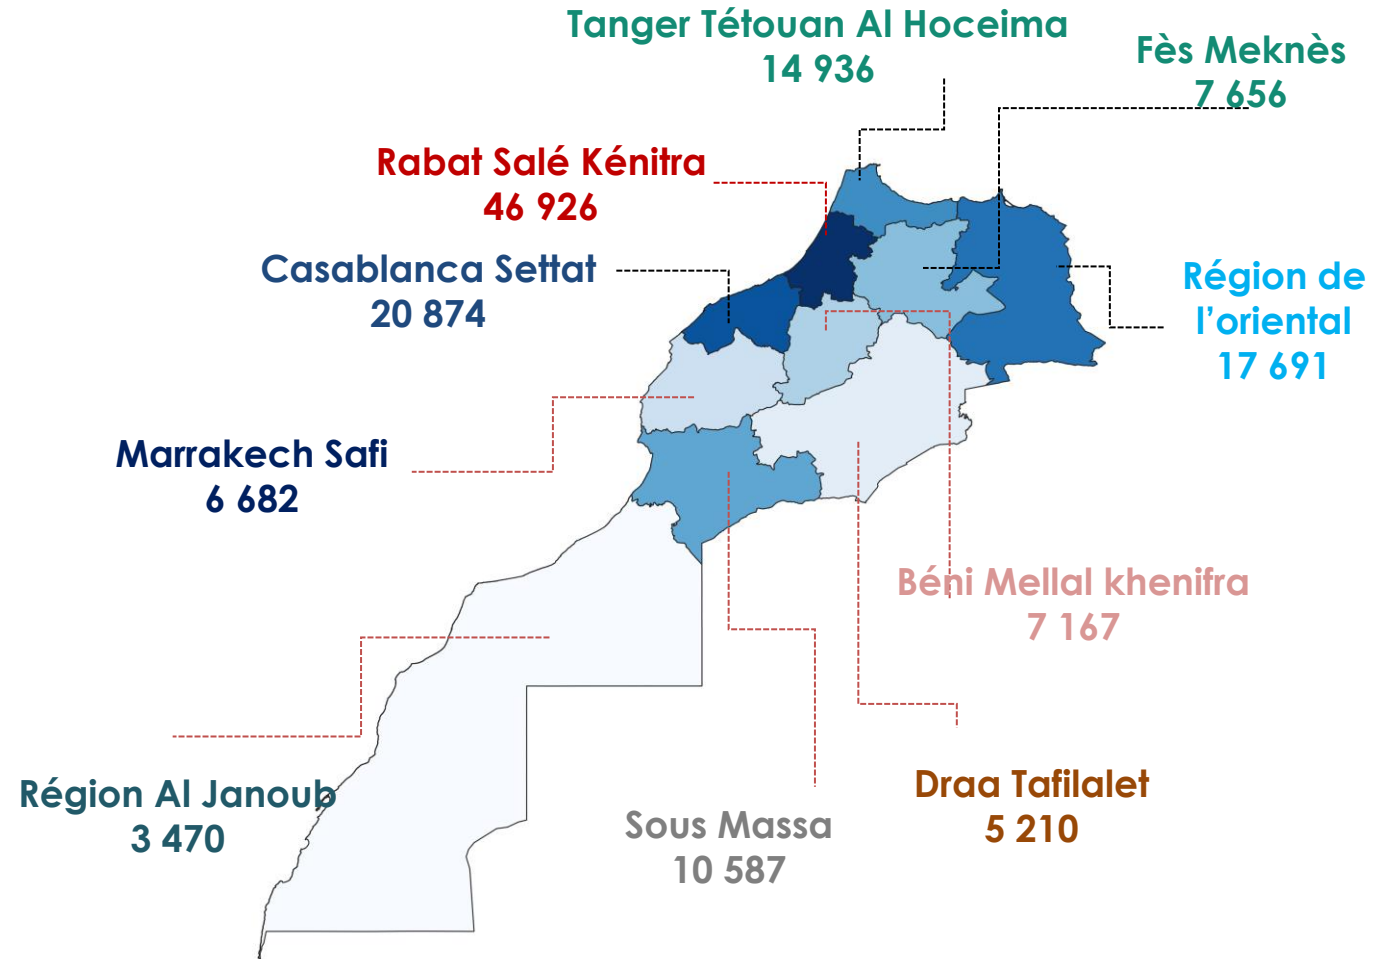 Tanger Tétouan Al Hoceima
14 936
Fès Meknès
7 656
Rabat Salé Kénitra
46 926
Casablanca Settat
20 874
Région de
l’oriental
17 691
Marrakech Safi
6 682
Béni Mellal khenifra
7 167
Région Al Janoub
3 470
Sous Massa
10 587
Draa Tafilalet
5 210